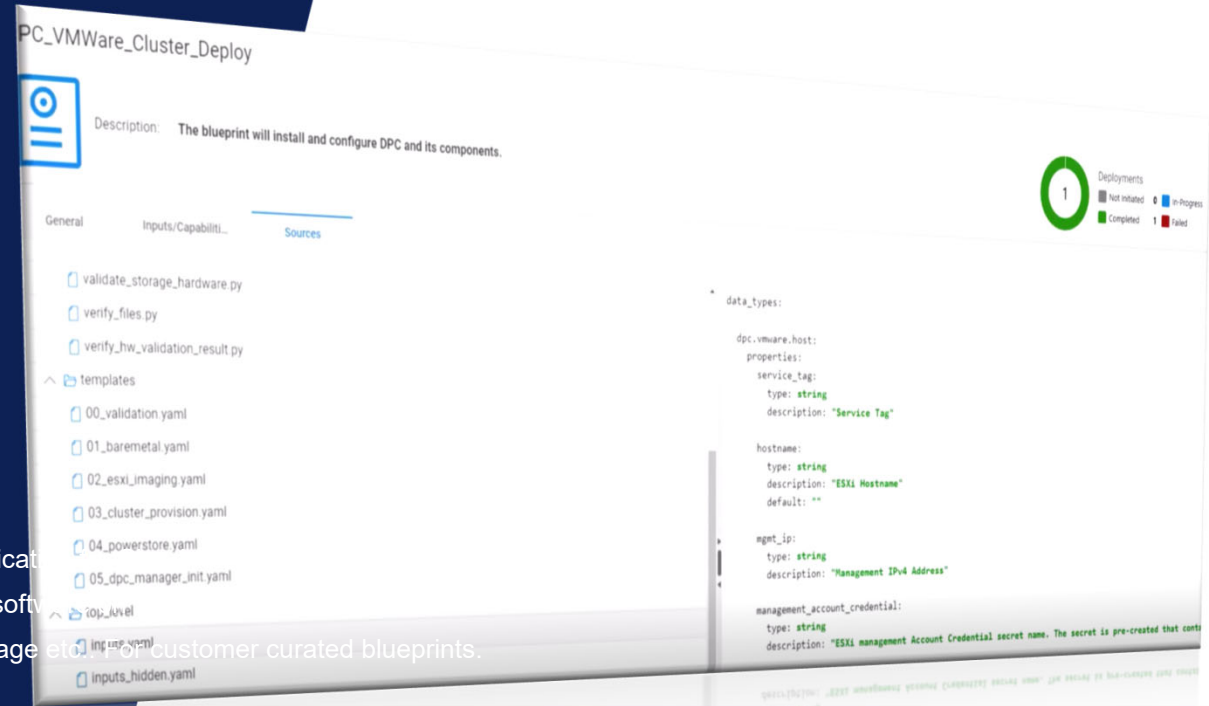 PC_VMWare_Cluster_Deploy
Description: The blueprint will install and configure DPC and its components.
1
Deployments
Not Initiated 0 In-Progress
Completed 1 Failed
General Inputs/Capabiliti... Sources
validate_storage_hardware.py
verify_files.py
verify_hw_validation_result.py
templates
00_validation.yaml
01_baremetal.yaml
02_esxi_imaging.yaml
03_cluster_provision.yaml
04_powerstore.yaml
05_dpc_manager_init.yaml
top_level
inputs.yaml
inputs_hidden.yaml
data_types:
dpc.vmware.host:
properties:
service_tag:
type: string
description: "Service Tag"
hostname:
type: string
description: "ESXi Hostname"
default: ""
mgmt_ip:
type: string
description: "Management IPv4 Address"
management_account_credential:
type: string
description: "ESXi management Account Credential secret name. The secret is pre-created that conta
icat
softw
age etc.. For customer curated blueprints.